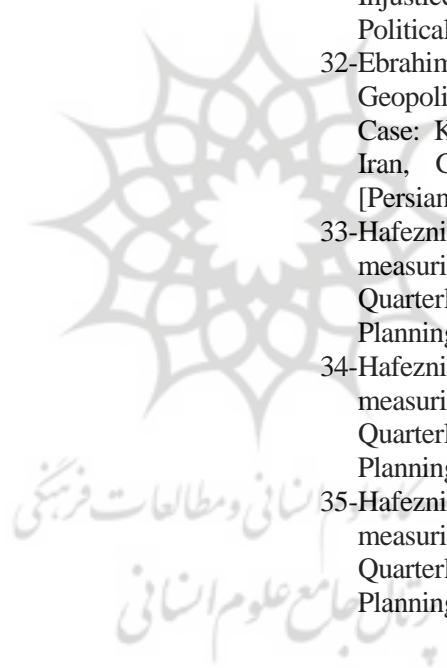 Political
32-Ebrahim
Geopoli
Case: K
Iran, G
[Persian
33-Hafezni
measuri
Quarterl
Planning
34-Hafezni
measuri
Quarterl
Planning
35-Hafezni
measuri
Quarterl
Planning
انسانی و مطالعات فرهنگی
پرتال جامع علوم انسانی